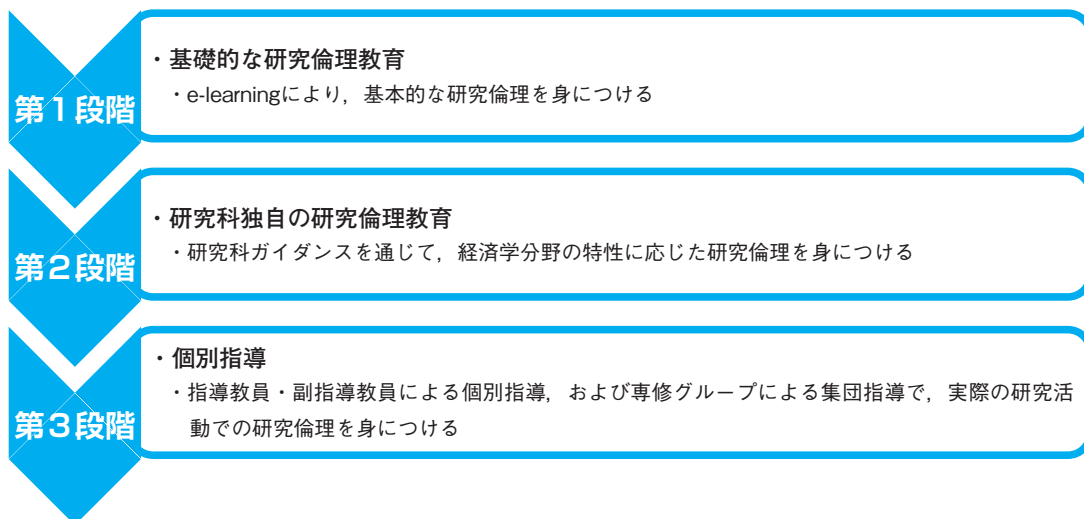 第1段階
・基礎的な研究倫理教育
・e-learningにより，基本的な研究倫理を身につける
第2段階
・研究科独自の研究倫理教育
・研究科ガイダンスを通じて，経済学分野の特性に応じた研究倫理を身につける
第3段階
・個別指導
・指導教員・副指導教員による個別指導，および専修グループによる集団指導で，実際の研究活
動での研究倫理を身につける